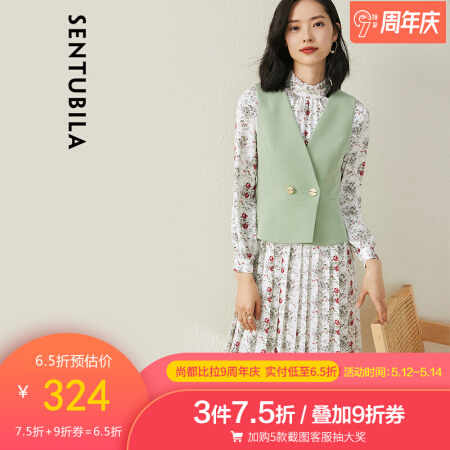 SENTUBILA
9 周年庆
6.5折预估价
¥ 324
7.5折+9折券=6.5折
尚都比拉9周年庆 实付低至6.5折 活动时间:5.12—5.14
3件7.5折/叠加9折券
加购5款截图客服抽大奖